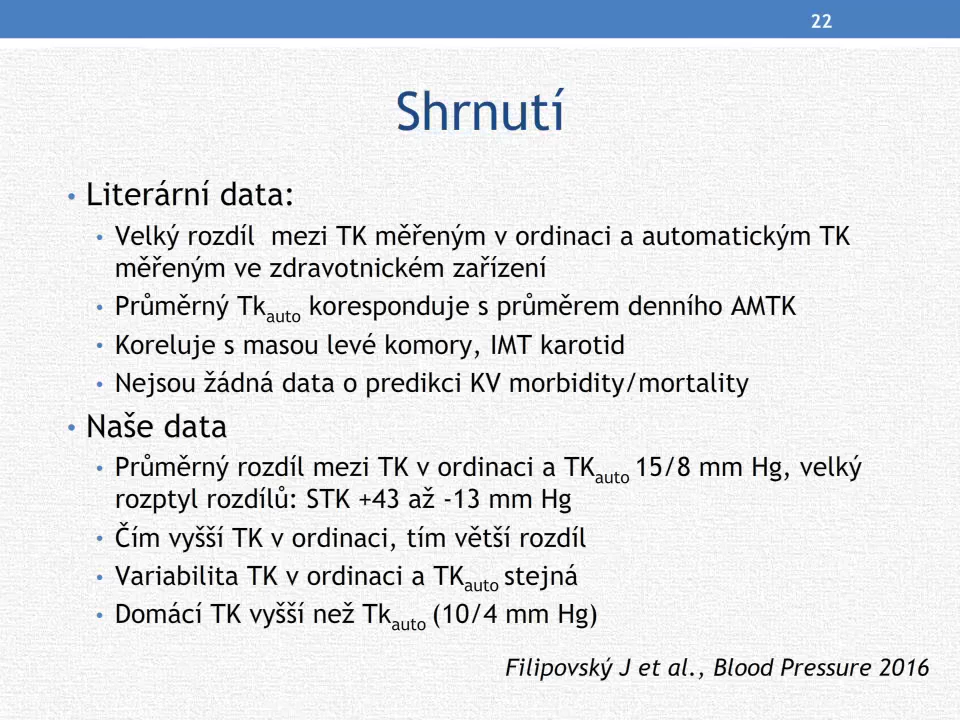 22
Shrnutí
• Literární data:
• Velký rozdíl mezi TK měřeným v ordinaci a automatickým TK
měřeným ve zdravotnickém zařízení
• Průměrný Tkauto koresponduje s průměrem denního AMTK
• Koreluje s masou levé komory, IMT karotid
• Nejsou žádná data o predikci KV morbidity/mortality
• Naše data
• Průměrný rozdíl mezi TK v ordinaci a TKauto 15/8 mm Hg, velký
rozptyl rozdílů: STK +43 až -13 mm Hg
• Čím vyšší TK v ordinaci, tím větší rozdíl
• Variabilita TK v ordinaci a TKauto stejná
• Domácí TK vyšší než Tkauto (10/4 mm Hg)
Filipovský J et al., Blood Pressure 2016